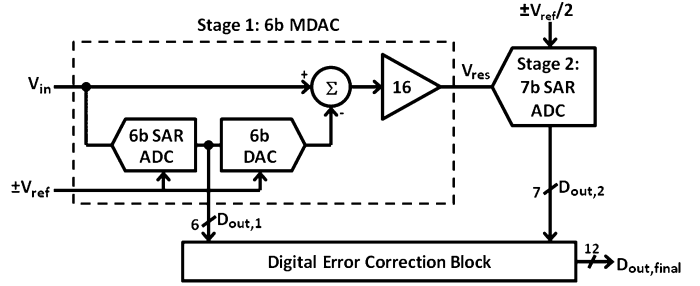 Stage 1: 6b MDAC
±Vref/2
Vin
+
Σ
-
16
Vres
Stage 2:
7b SAR
ADC
6b SAR
ADC
6b
DAC
±Vref
6
Dout,1
7
Dout,2
Digital Error Correction Block
12
Dout,final